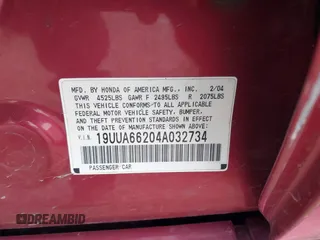 MFD. BY HONDA OF AMERICA MFG., INC. 2/04
GVWR 4525LBS GAWR F 2495LBS R 2075LBS
THIS VEHICLE CONFORMS TO ALL APPLICABLE
FEDERAL MOTOR VEHICLE SAFETY, BUMPER,
AND THEFT PREVENTION STANDARDS IN EFFECT
ON THE DATE OF MANUFACTURE SHOWN ABOVE.
V.I.N. 19UUA66204A032734
PASSENGER CAR
© DREAMBID